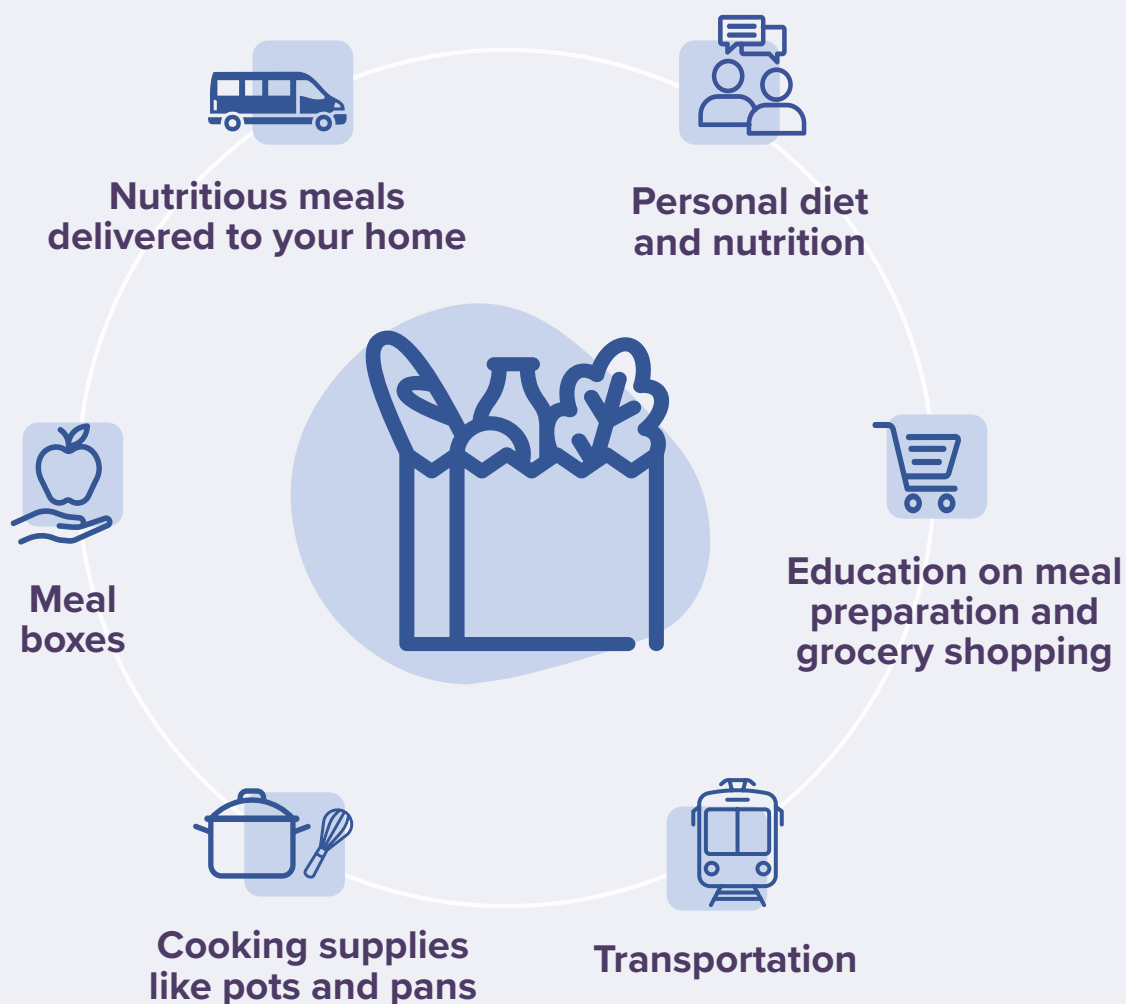 Nutritious meals
delivered to your home
Personal diet
and nutrition
Meal
boxes
Education on meal
preparation and
grocery shopping
Cooking supplies
like pots and pans
Transportation